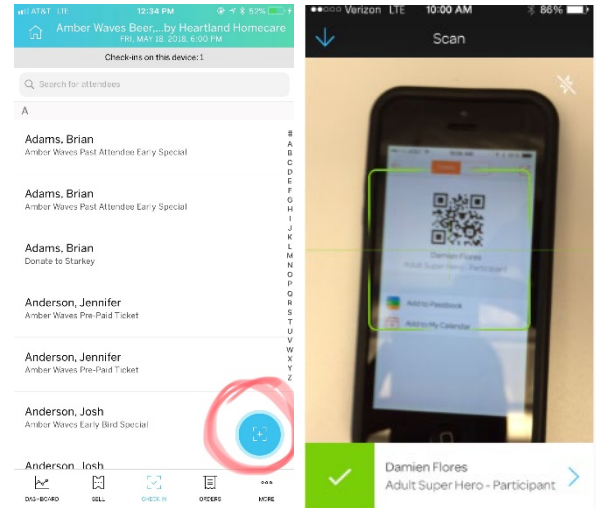 AT&T LTE 12:34 PM 52%
Amber Waves Beer,...by Heartland Homecare
FRI, MAY 18, 2018, 6:00 PM
Check-ins on this device: 1
Search for attendees
A
Adams, Brian
Amber Waves Past Attendee Early Special
Adams, Brian
Amber Waves Past Attendee Early Special
Adams, Brian
Donate to Starkey
Anderson, Jennifer
Amber Waves Pre-Paid Ticket
Anderson, Jennifer
Amber Waves Pre-Paid Ticket
Anderson, Josh
Amber Waves Early Bird Special
Anderson, Josh
#
A
B
C
D
E
F
G
H
I
J
K
L
M
N
O
P
Q
R
S
T
U
V
W
X
Y
Z
DASHBOARD SELL CHECK IN ORDERS MORE
Verizon LTE 10:00 AM 86%
Scan
Damien Flores
Adult Super Hero - Participant
Add to Passbook
Add to My Calendar
Damien Flores
Adult Super Hero - Participant